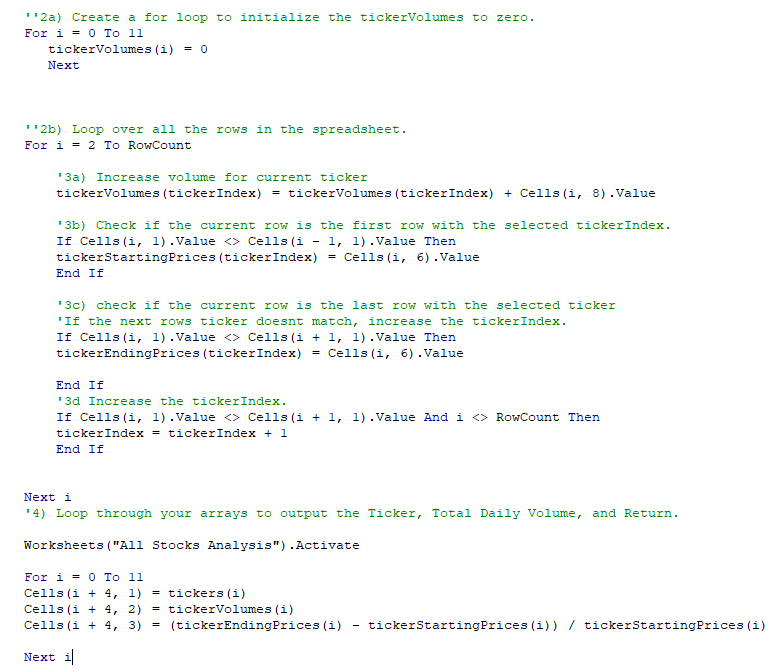 ''2a) Create a for loop to initialize the tickerVolumes to zero.
For i = 0 To 11
tickerVolumes(i) = 0
Next
''2b) Loop over all the rows in the spreadsheet.
For i = 2 To RowCount
'3a) Increase volume for current ticker
tickerVolumes(tickerIndex) = tickerVolumes(tickerIndex) + Cells(i, 8).Value
'3b) Check if the current row is the first row with the selected tickerIndex.
If Cells(i, 1).Value <> Cells(i - 1, 1).Value Then
tickerStartingPrices(tickerIndex) = Cells(i, 6).Value
End If
'3c) check if the current row is the last row with the selected ticker
'If the next rows ticker doesnt match, increase the tickerIndex.
If Cells(i, 1).Value <> Cells(i + 1, 1).Value Then
tickerEndingPrices(tickerIndex) = Cells(i, 6).Value
End If
'3d Increase the tickerIndex.
If Cells(i, 1).Value <> Cells(i + 1, 1).Value And i <> RowCount Then
tickerIndex = tickerIndex + 1
End If
Next i
'4) Loop through your arrays to output the Ticker, Total Daily Volume, and Return.
Worksheets("All Stocks Analysis").Activate
For i = 0 To 11
Cells(i + 4, 1) = tickers(i)
Cells(i + 4, 2) = tickerVolumes(i)
Cells(i + 4, 3) = (tickerEndingPrices(i) - tickerStartingPrices(i)) / tickerStartingPrices(i)
Next i